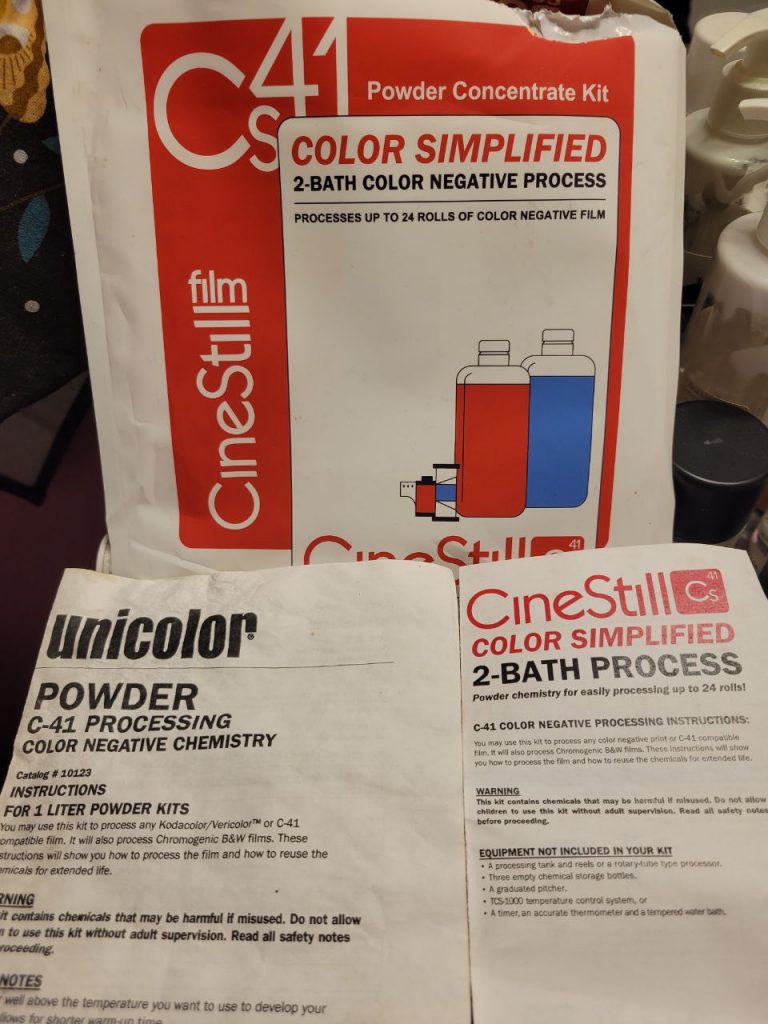 Cs41
Powder Concentrate Kit
COLOR SIMPLIFIED
2-BATH COLOR NEGATIVE PROCESS
PROCESSES UP TO 24 ROLLS OF COLOR NEGATIVE FILM
CineStill film
CineStill 41
unicolor®
POWDER
C-41 PROCESSING
COLOR NEGATIVE CHEMISTRY
Catalog # 10123
INSTRUCTIONS
FOR 1 LITER POWDER KITS
You may use this kit to process any Kodacolor/Vericolor™ or C-41
ompatible film. It will also process Chromogenic B&W films. These
structions will show you how to process the film and how to reuse the
emicals for extended life.
RNING
it contains chemicals that may be harmful if misused. Do not allow
n to use this kit without adult supervision. Read all safety notes
roceeding.
NOTES
well above the temperature you want to use to develop your
llows for shorter warm-up time
CineStill Cs 41
COLOR SIMPLIFIED
2-BATH PROCESS
Powder chemistry for easily processing up to 24 rolls!
C-41 COLOR NEGATIVE PROCESSING INSTRUCTIONS:
You may use this kit to process any color negative print or C-41 compatible
film. It will also process Chromogenic B&W films. These instructions will show
you how to process the film and how to reuse the chemicals for extended life.
WARNING
This kit contains chemicals that may be harmful if misused. Do not allow
children to use this kit without adult supervision. Read all safety notes
before proceeding.
EQUIPMENT NOT INCLUDED IN YOUR KIT
• A processing tank and reels or a rotary-tube type processor.
• Three empty chemical storage bottles.
• A graduated pitcher.
• TCS-1000 temperature control system, or
• A timer, an accurate thermometer and a tempered water bath.